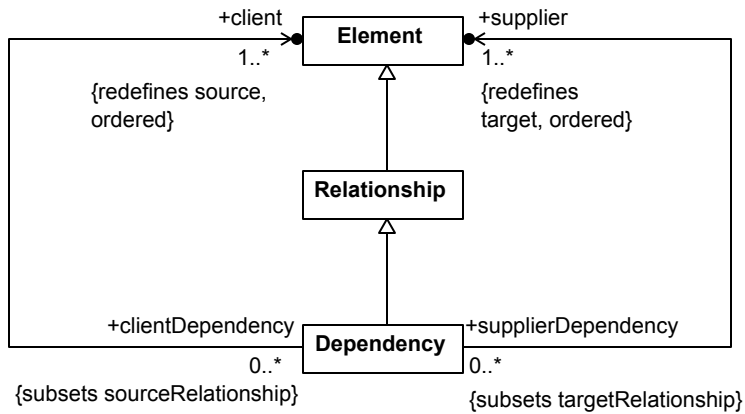 +client
+supplier
Element
1..*
1..*
{redefines source,
ordered}
{redefines
target, ordered}
Relationship
+clientDependency
+supplierDependency
Dependency
0..*
0..*
{subsets sourceRelationship}
{subsets targetRelationship}